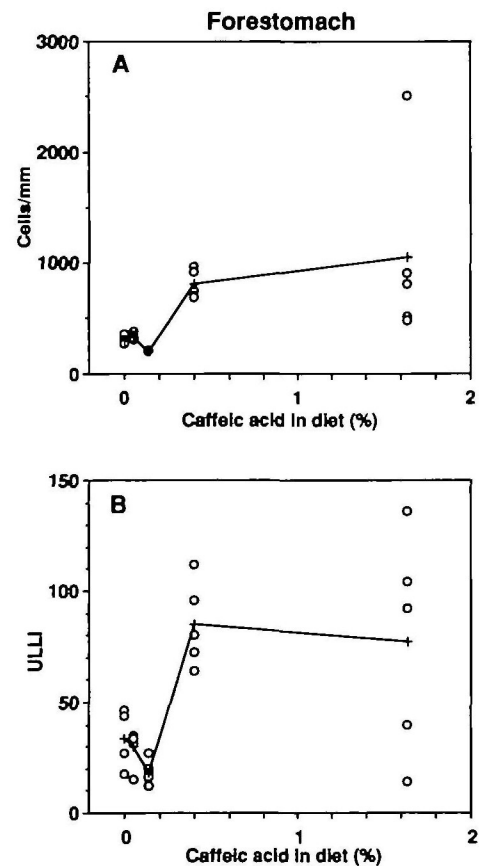 Forestomach
A
3000
2000
1000
0
Cells/mm
0 1 2
Caffeic acid in diet (%)
B
150
100
50
0
ULLI
0 1 2
Caffeic acid in diet (%)